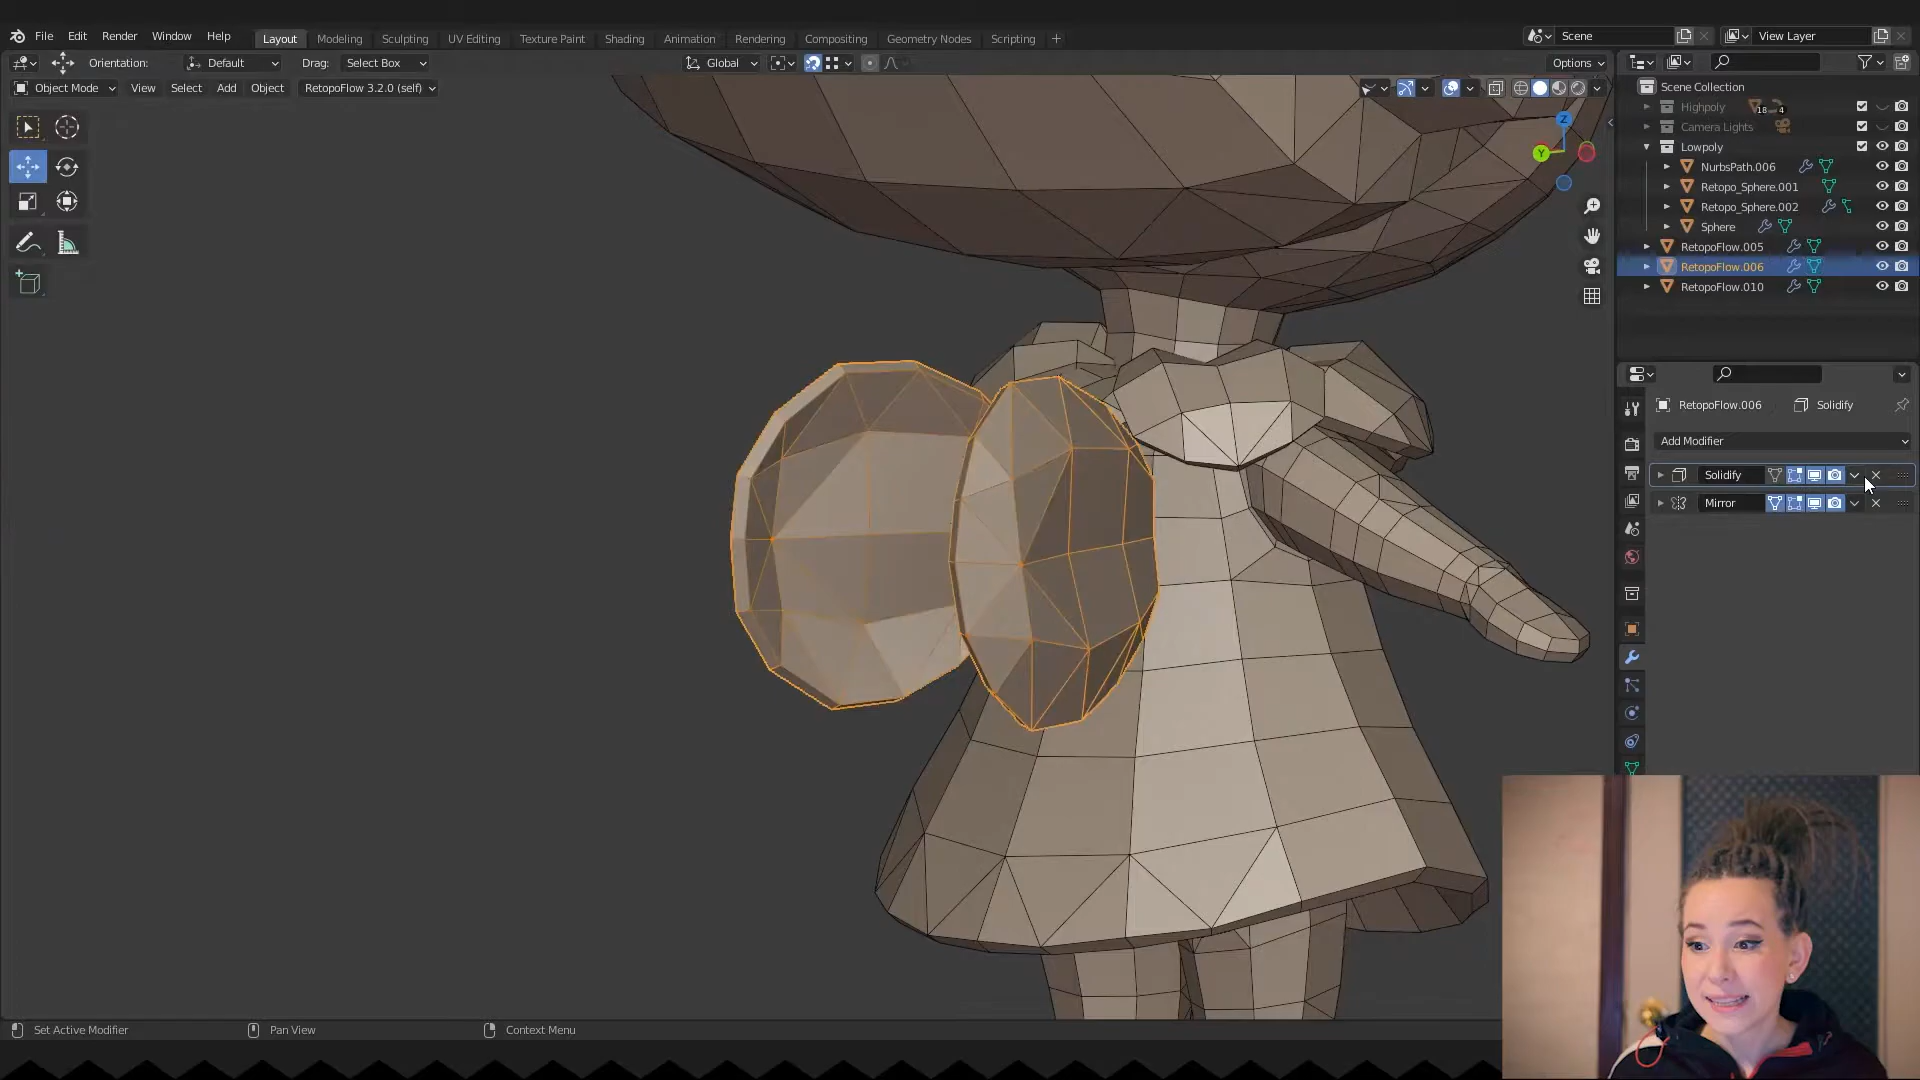 File Edit Render Window Help Layout Modeling Sculpting UV Editing Texture Paint Shading Animation Rendering Compositing Geometry Nodes Scripting + Scene View Layer
Orientation: Default Drag: Select Box Global Options
Object Mode View Select Add Object RetopoFlow 3.2.0 (self)
Scene Collection
Highpoly 18 4
Camera Lights
Lowpoly
NurbsPath.006
Retopo_Sphere.001
Retopo_Sphere.002
Sphere
RetopoFlow.005
RetopoFlow.006
RetopoFlow.010
Z
Y
RetopoFlow.006 Solidify
Add Modifier
Solidify
Mirror
Set Active Modifier Pan View Context Menu